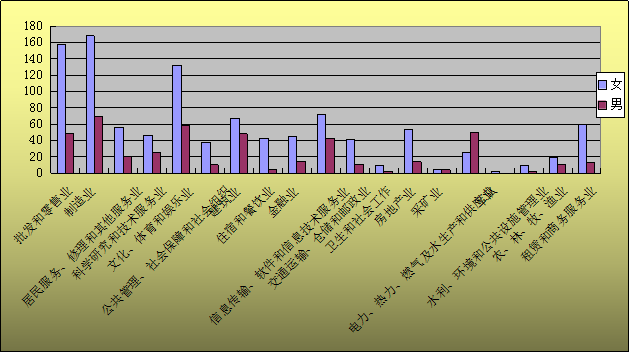 180
160
140
120
100
80
60
40
20
0
女
男
批发和零售业
制造业
居民服务、修理和其他服务业
科学研究和技术服务业
文化、体育和娱乐业
公共管理、社会保障和社会组织
建筑业
住宿和餐饮业
金融业
信息传输、软件和信息技术服务业
交通运输、仓储和邮政业
卫生和社会工作
房地产业
采矿业
电力、热力、燃气及水生产和供应业
水利、环境和公共设施管理业
农、林、牧、渔业
租赁和商务服务业